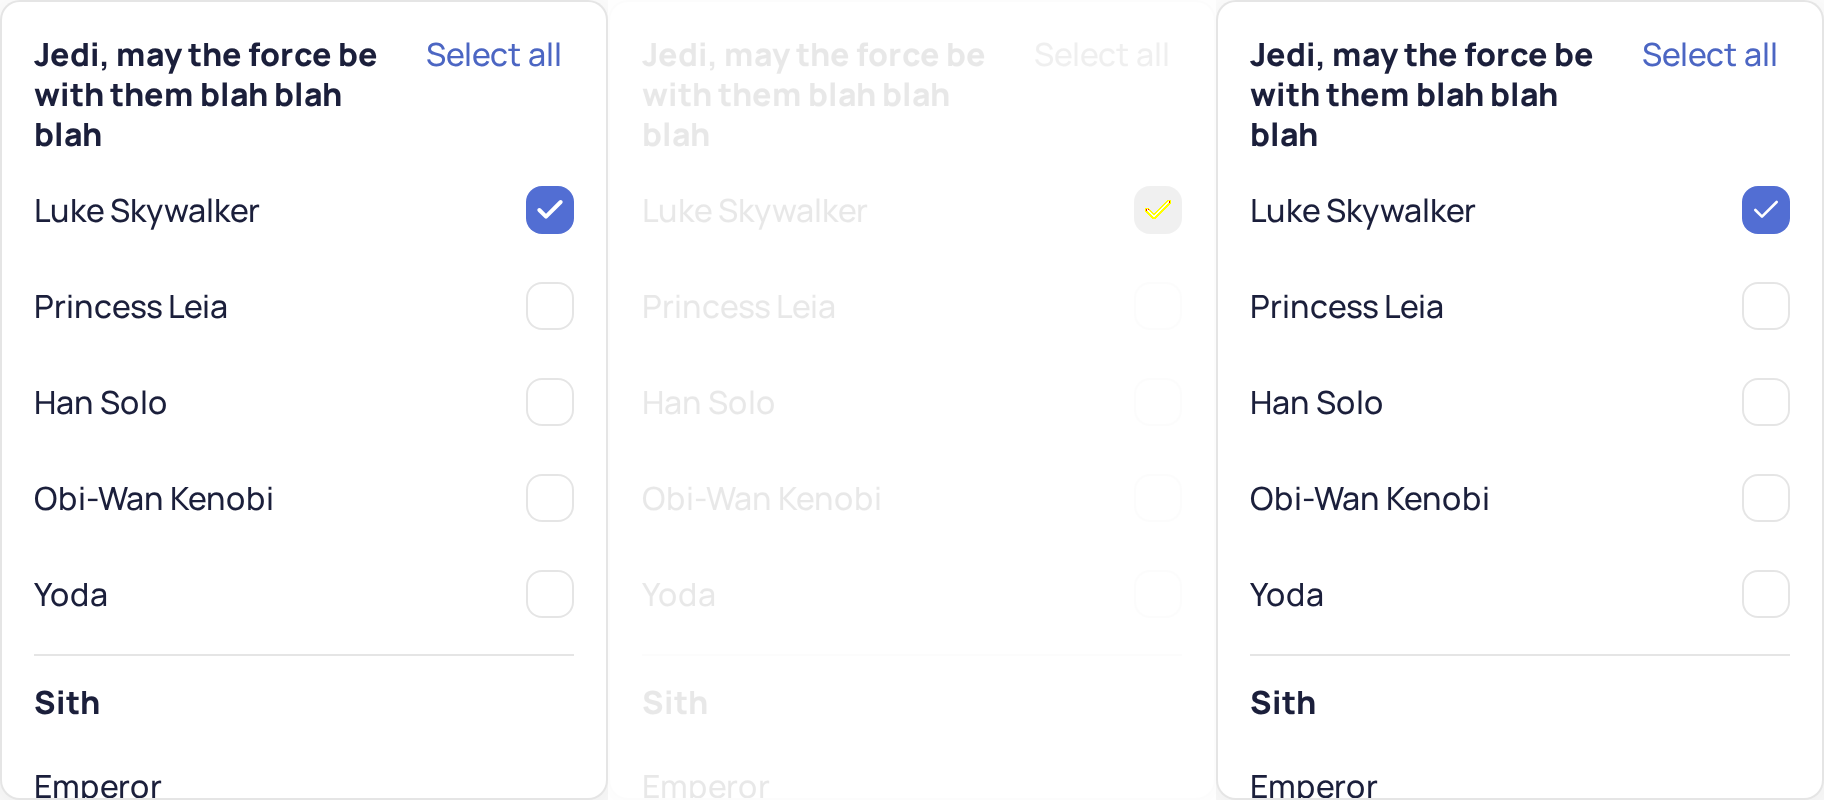 Jedi, may the force be Select all
with them blah blah
blah
Luke Skywalker
Princess Leia
Han Solo
Obi-Wan Kenobi
Yoda
Sith
Emperor
Jedi, may the force be Select all
with them blah blah
blah
Luke Skywalker
Princess Leia
Han Solo
Obi-Wan Kenobi
Yoda
Sith
Emperor
Jedi, may the force be Select all
with them blah blah
blah
Luke Skywalker
Princess Leia
Han Solo
Obi-Wan Kenobi
Yoda
Sith
Emperor